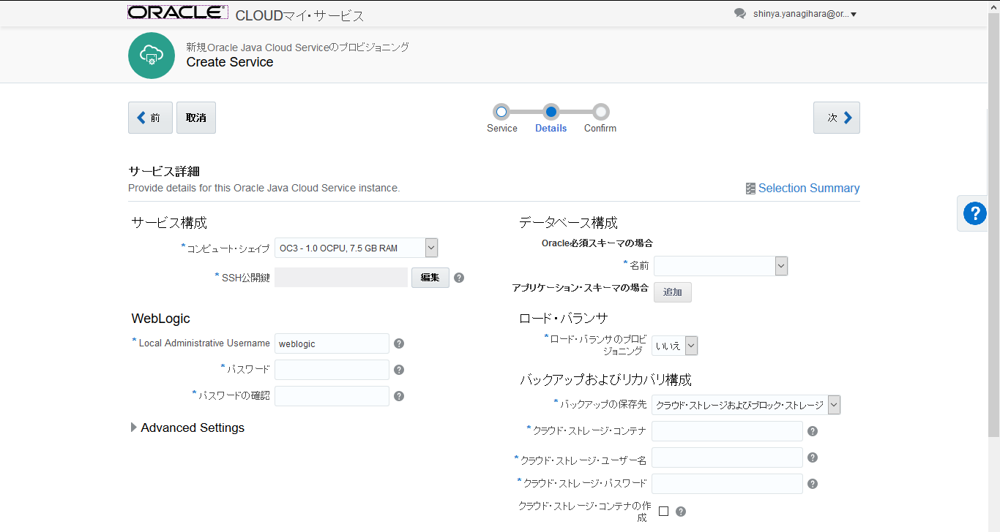 ORACLE CLOUDマイ・サービス
shinya.yanagihara@or...
新規Oracle Java Cloud Serviceのプロビジョニング
Create Service
前
取消
Service
Details
Confirm
次
サービス詳細
Provide details for this Oracle Java Cloud Service instance.
Selection Summary
サービス構成
*コンピュート・シェイプ
OC3 - 1.0 OCPU, 7.5 GB RAM
*SSH公開鍵
編集
?
WebLogic
*Local Administrative Username
weblogic
?
*パスワード
?
*パスワードの確認
?
Advanced Settings
データベース構成
Oracle必須スキーマの場合
*名前
アプリケーション・スキーマの場合
追加
ロード・バランサ
*ロード・バランサのプロビ
ジョニング
いいえ
バックアップおよびリカバリ構成
*バックアップの保存先
クラウド・ストレージおよびブロック・ストレージ
*クラウド・ストレージ・コンテナ
?
*クラウド・ストレージ・ユーザー名
?
*クラウド・ストレージ・パスワード
?
クラウド・ストレージ・コンテナの作
成
?
?